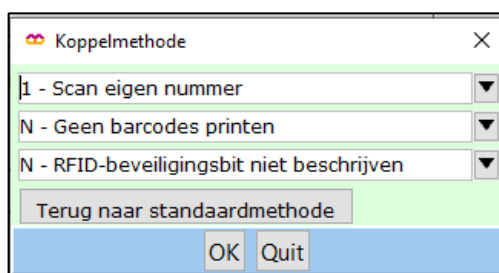 Koppelmethode
1 - Scan eigen nummer
N - Geen barcodes printen
N - RFID-beveiligingsbit niet beschrijven
Terug naar standaardmethode
OK Quit